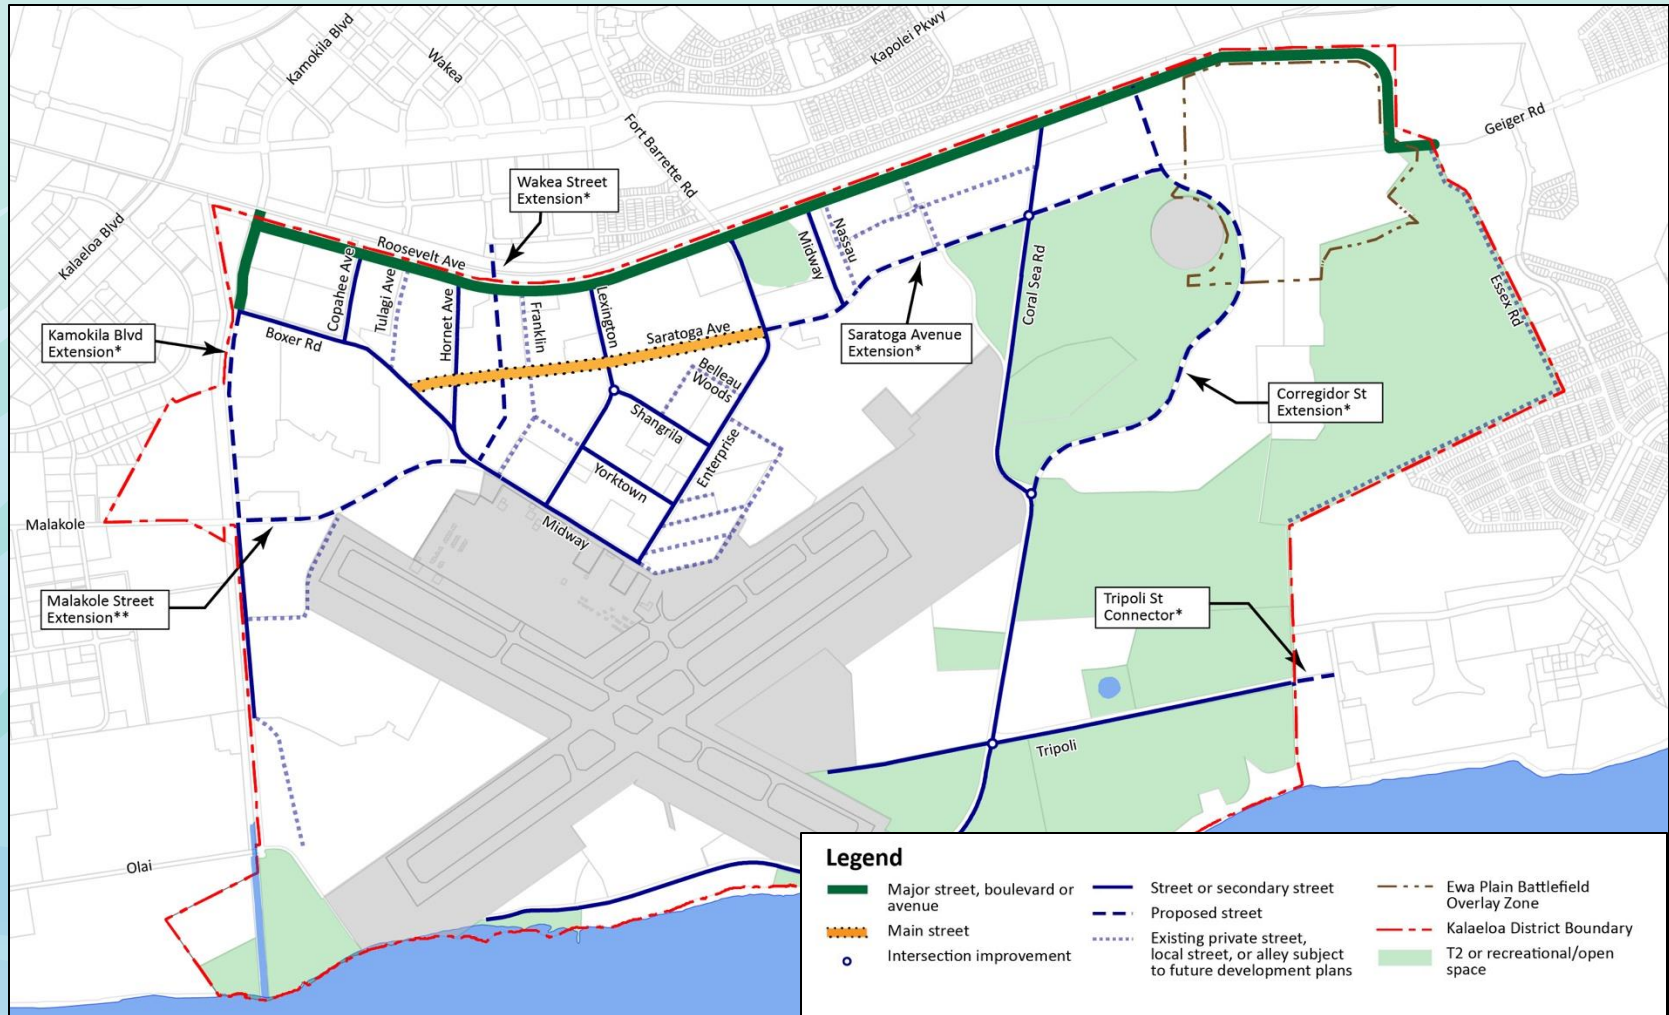 Kamokila Blvd
Wakea
Kapolei Pkwy
Fort Barrette Rd
Geiger Rd
Kalaeloa Blvd
Wakea Street
Extension*
Roosevelt Ave
Copahee Ave
Tulagi Ave
Hornet Ave
Franklin
Lexington
Saratoga Ave
Midway
Nassau
Coral Sea Rd
Essex Rd
Kamokila Blvd
Extension*
Boxer Rd
Saratoga Avenue
Extension*
Belleau
Woods
Shangrila
Corregidor St
Extension*
Enterprise
Yorktown
Malakole
Midway
Malakole Street
Extension**
Tripoli St
Connector*
Tripoli
Olai
Legend
Major street, boulevard or
avenue
Main street
Intersection improvement
Street or secondary street
Proposed street
Existing private street,
local street, or alley subject
to future development plans
Ewa Plain Battlefield
Overlay Zone
Kalaeloa District Boundary
T2 or recreational/open
space